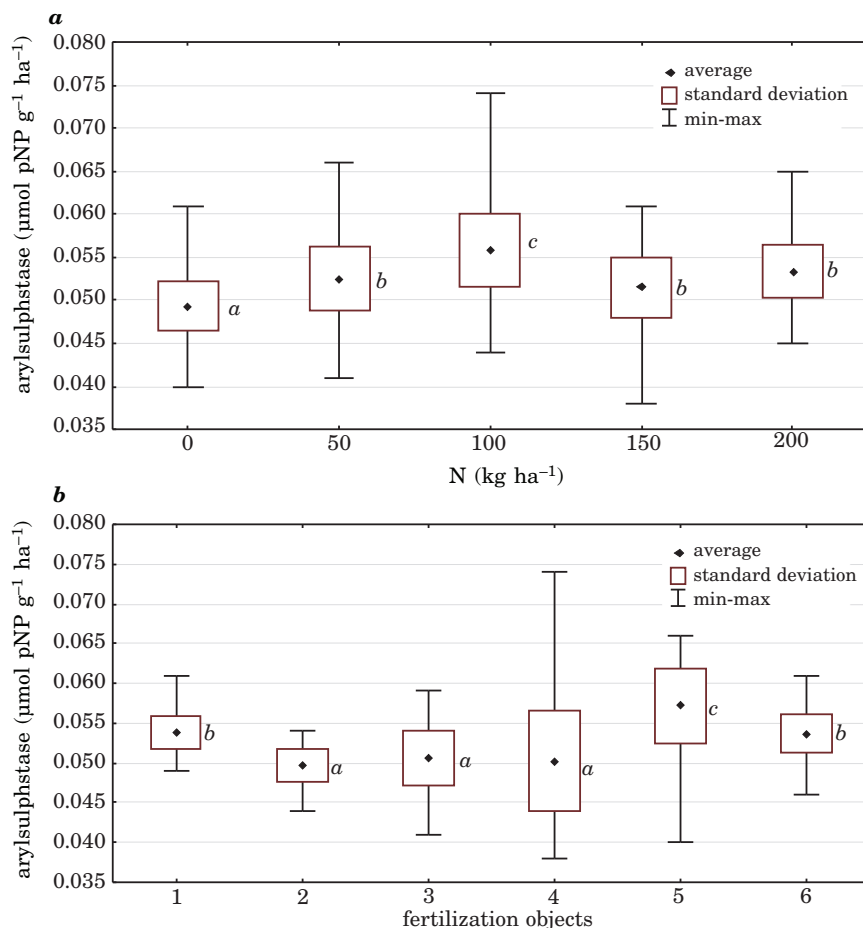 a
arylsulphstase (µmol pNP g⁻¹ ha⁻¹)
0.080
0.075
0.070
0.065
0.060
0.055
0.050
0.045
0.040
0.035
average
standard deviation
min-max
a
b
c
b
b
0 50 100 150 200
N (kg ha⁻¹)
b
arylsulphstase (µmol pNP g⁻¹ ha⁻¹)
0.080
0.075
0.070
0.065
0.060
0.055
0.050
0.045
0.040
0.035
average
standard deviation
min-max
b
a
a
a
c
b
1 2 3 4 5 6
fertilization objects